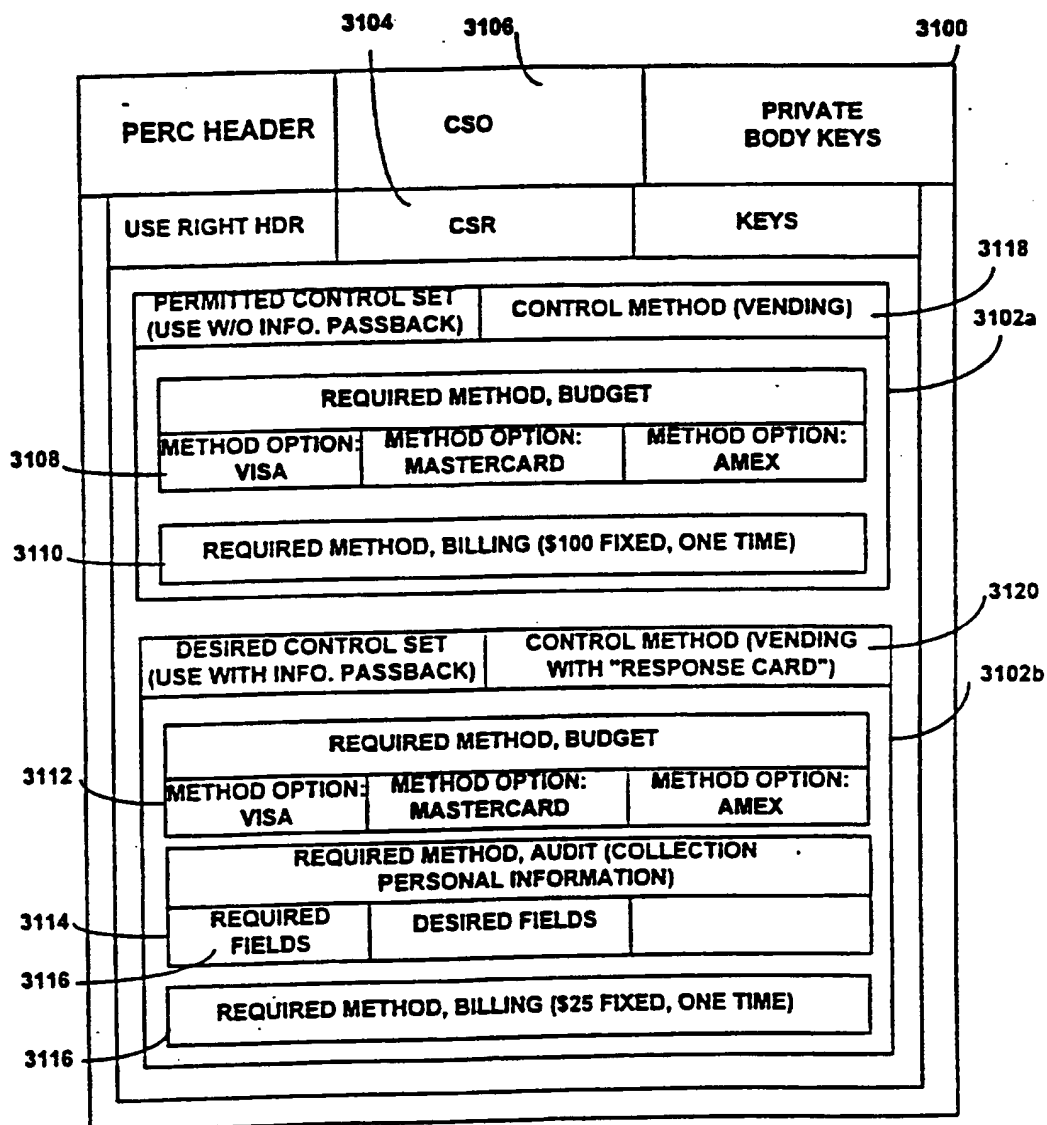 3104
3106
3100
PERC HEADER
CSO
PRIVATE
BODY KEYS
USE RIGHT HDR
CSR
KEYS
3118
PERMITTED CONTROL SET
(USE W/O INFO. PASSBACK)
CONTROL METHOD (VENDING)
3102a
REQUIRED METHOD, BUDGET
METHOD OPTION:
VISA
METHOD OPTION:
MASTERCARD
METHOD OPTION:
AMEX
3108
REQUIRED METHOD, BILLING ($100 FIXED, ONE TIME)
3110
3120
DESIRED CONTROL SET
(USE WITH INFO. PASSBACK)
CONTROL METHOD (VENDING
WITH "RESPONSE CARD")
3102b
REQUIRED METHOD, BUDGET
3112
METHOD OPTION:
VISA
METHOD OPTION:
MASTERCARD
METHOD OPTION:
AMEX
REQUIRED METHOD, AUDIT (COLLECTION
PERSONAL INFORMATION)
3114
REQUIRED
FIELDS
DESIRED FIELDS
3116
REQUIRED METHOD, BILLING ($25 FIXED, ONE TIME)
3116